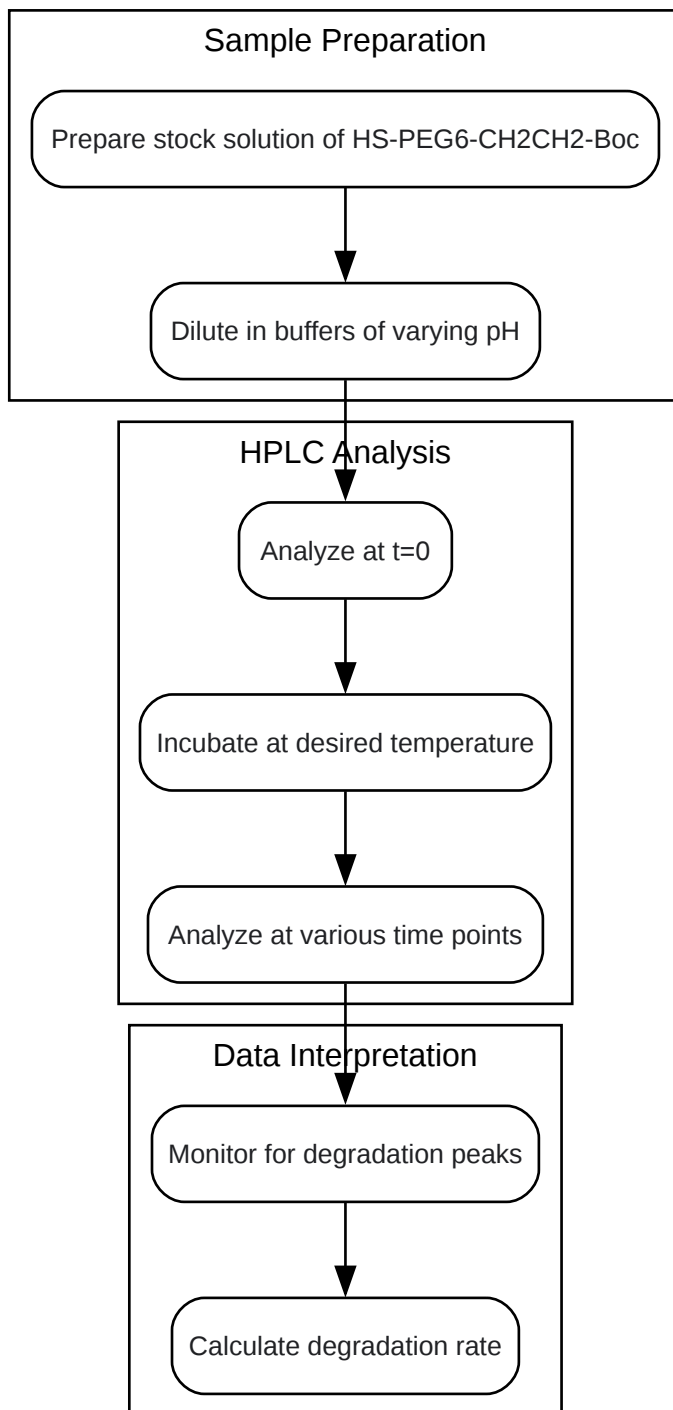 Sample Preparation
Prepare stock solution of HS-PEG6-CH2CH2-Boc
Dilute in buffers of varying pH
HPLC Analysis
Analyze at t=0
Incubate at desired temperature
Analyze at various time points
Data Interpretation
Monitor for degradation peaks
Calculate degradation rate